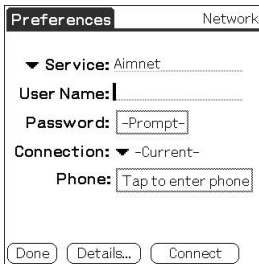 Preferences Network
Service: Aimnet
User Name:
Password: -Prompt-
Connection: -Current-
Phone: Tap to enter phone
Done Details... Connect